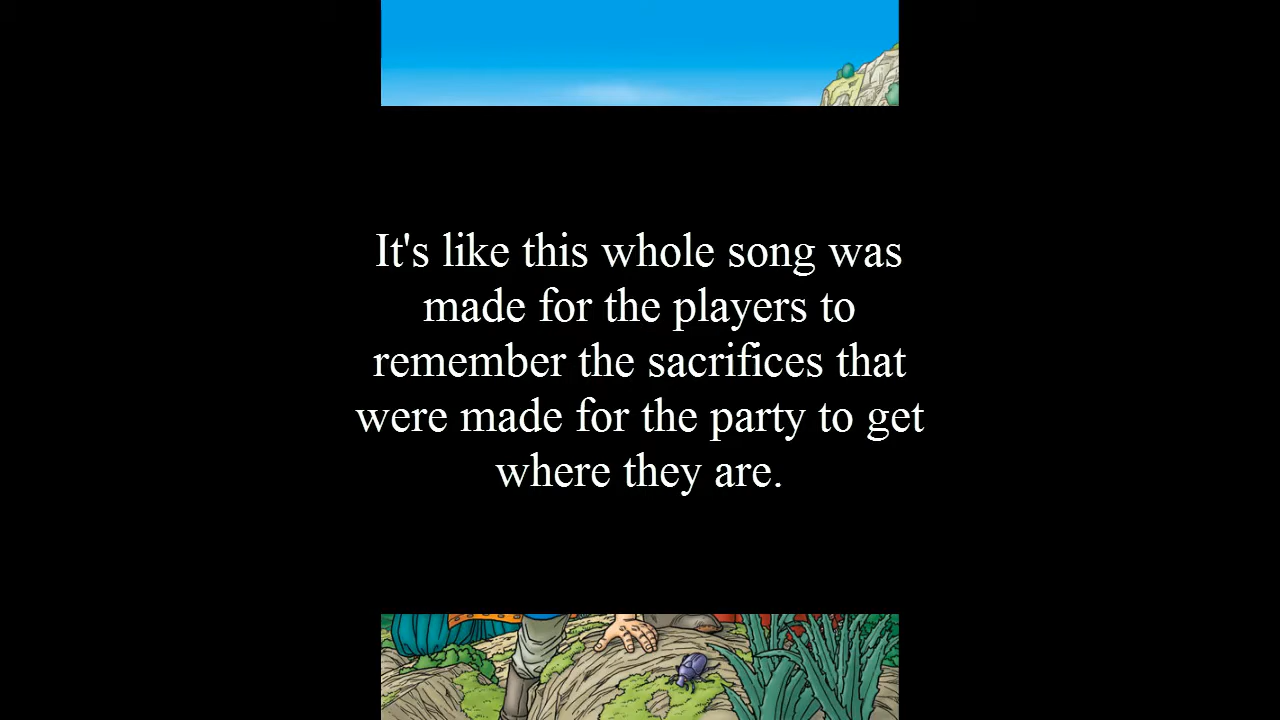 It's like this whole song was
made for the players to
remember the sacrifices that
were made for the party to get
where they are.